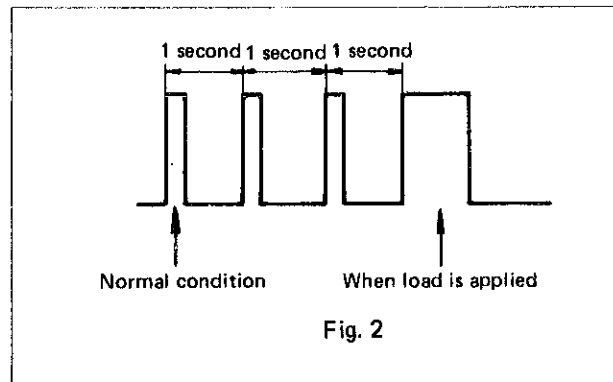 1 second 1 second 1 second
Normal condition When load is applied
Fig. 2